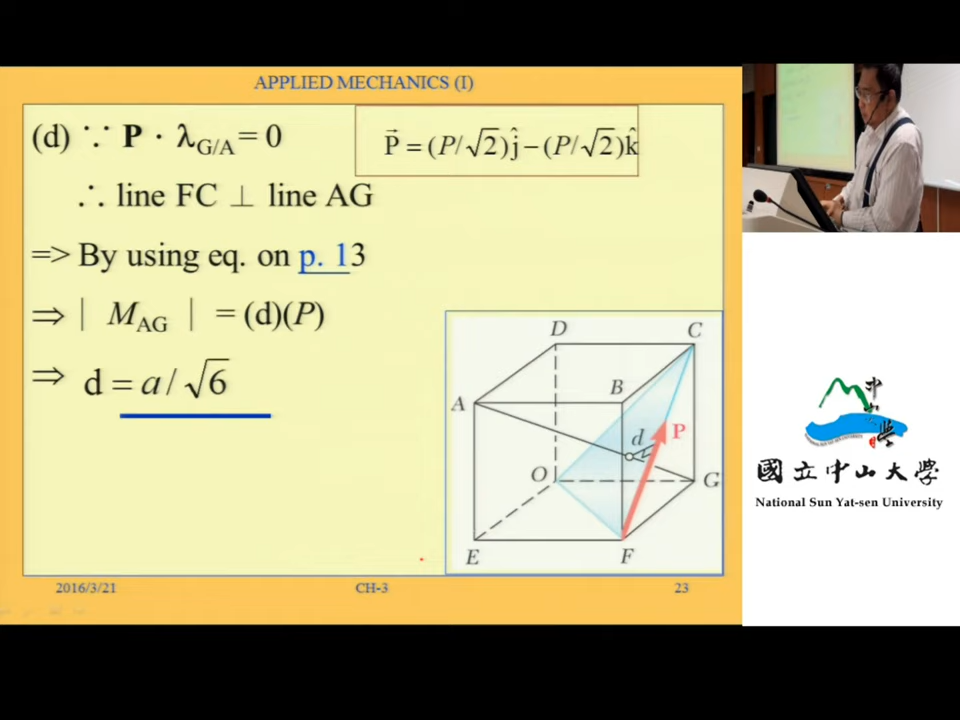 APPLIED MECHANICS (I)
(d) ∵ P · λG/A = 0
P⃗ = (P/√2)ĵ − (P/√2)k̂
∴ line FC ⊥ line AG
=> By using eq. on p. 13
⇒ | MAG | = (d)(P)
⇒ d = a / √6
D
C
B
A
d
P
O
G
E
F
2016/3/21
CH-3
23
國立中山大學
National Sun Yat-sen University